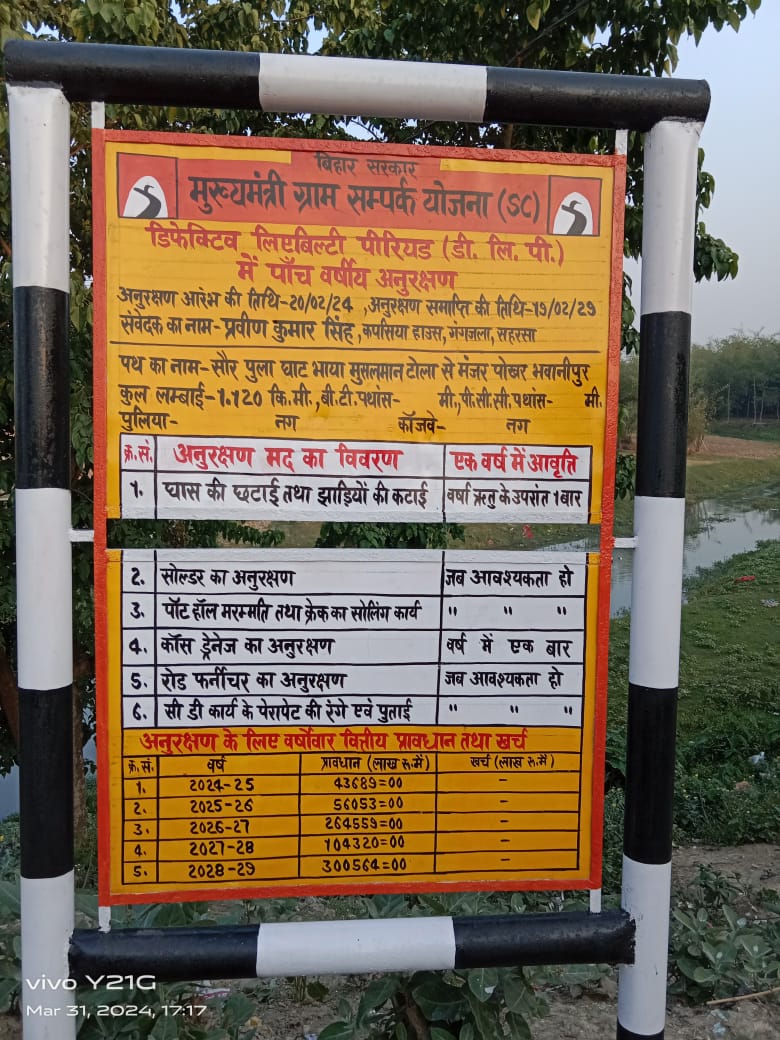 बिहार सरकार
मुख्यमंत्री ग्राम सम्पर्क योजना (SC)
डिफेक्टिव लिएबिल्टी पीरियड (डी. लि. पी.)
में पाँच वर्षीय अनुरक्षण
अनुरक्षण आरंभ की तिथि-20/02/24 ,अनुरक्षण समाप्ति की तिथि-19/02/29
संवेदक का नाम- प्रवीण कुमार सिंह, कपसिया हाउस, गंगजला, सहरसा
पथ का नाम- सौर पुला घाट भाया मुसलमान टोला से मंजर पोखर भवानीपुर
कुल लम्बाई-1.120 कि.मी.,बी.टी.पथांस- मी.,पी.सी.सी.पथांस- मी.
पुलिया- नग कॉजवे- नग
क्र.सं. अनुरक्षण मद का विवरण एक वर्ष में आवृति
1. घास की छटाई तथा झाड़ियों की कटाई वर्षा ऋतु के उपरांत 1 बार
2. सोल्डर का अनुरक्षण जब आवश्यकता हो
3. पॉट हॉल मरम्मति तथा क्रेक का सोलिंग कार्य " " "
4. कॉस ड्रेनेज का अनुरक्षण वर्ष में एक बार
5. रोड फर्नीचर का अनुरक्षण जब आवश्यकता हो
6. सी डी कार्य के पेरापेट की रंगे एवं पुताई " " "
अनुरक्षण के लिए वर्षोवार वित्तीय प्रावधान तथा खर्च
क्र.सं. वर्ष प्रावधान (लाख रू.में) खर्च (लाख रू.में)
1. 2024-25 43689=00 -
2. 2025-26 56053=00 -
3. 2026-27 264559=00 -
4. 2027-28 104320=00 -
5. 2028-29 300564=00 -
vivo Y21G
Mar 31, 2024, 17:17